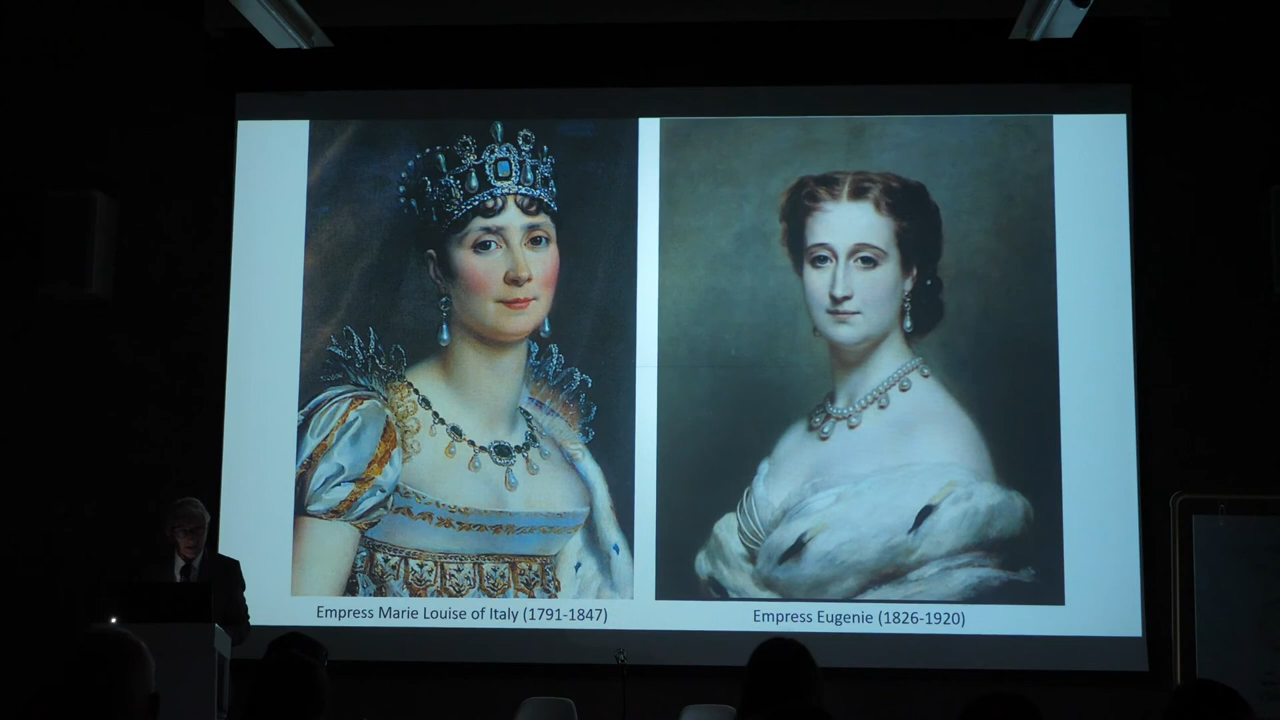 Empress Marie Louise of Italy (1791-1847)
Empress Eugenie (1826-1920)